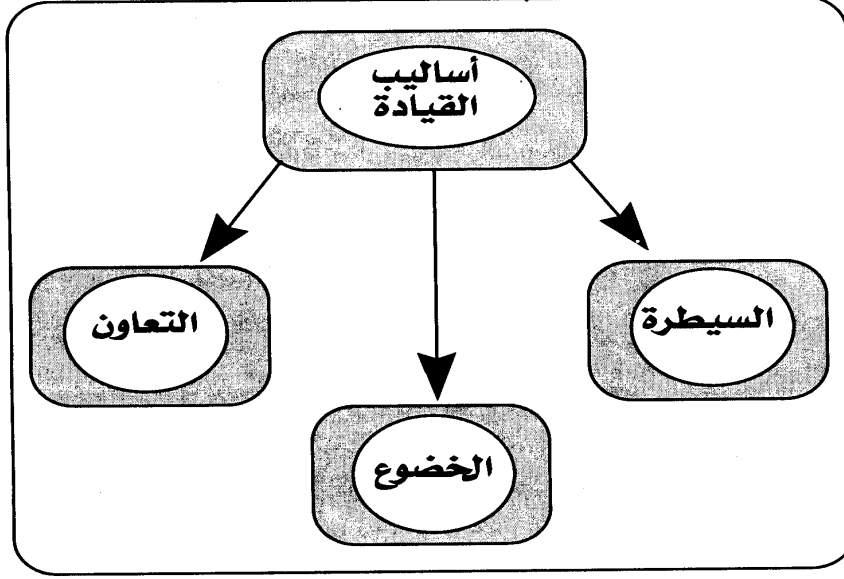 أساليب
القيادة
السيطرة
الخضوع
التعاون